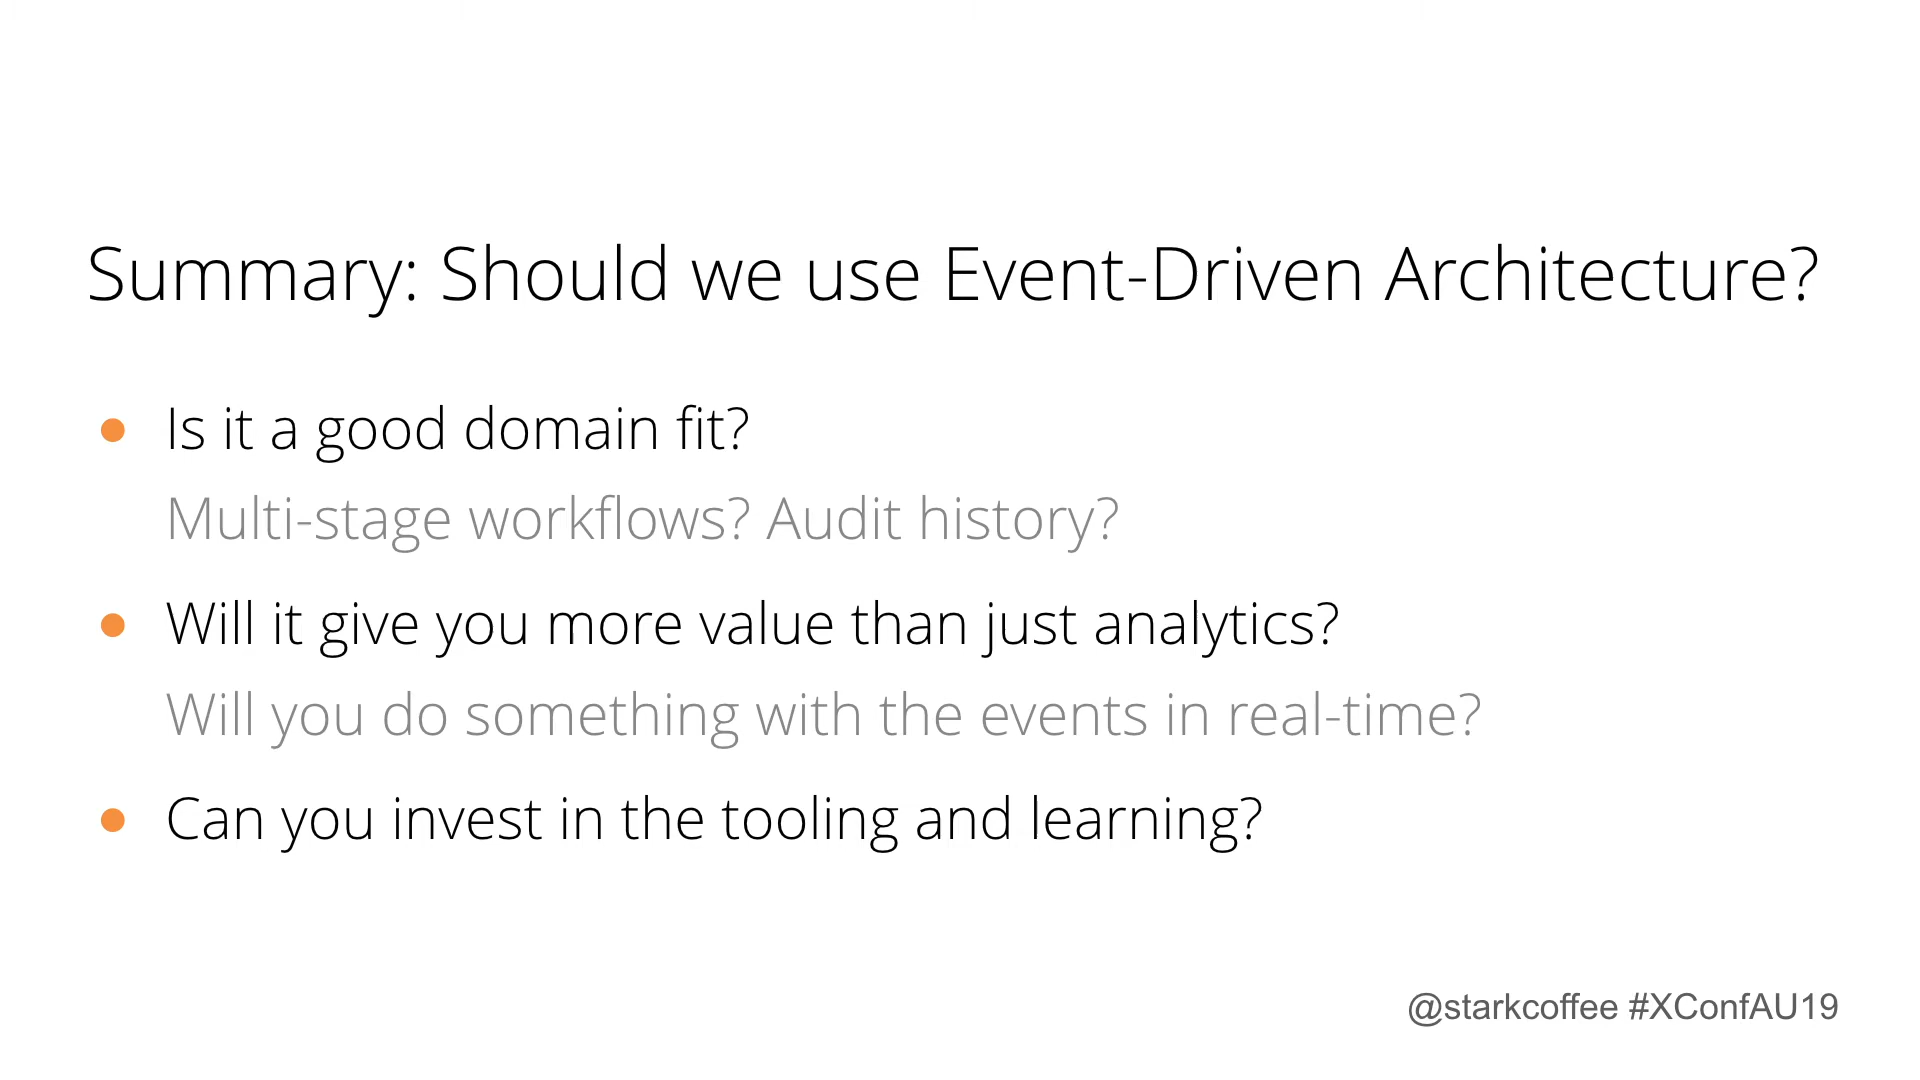 Summary: Should we use Event-Driven Architecture?
● Is it a good domain fit?
Multi-stage workflows? Audit history?
● Will it give you more value than just analytics?
Will you do something with the events in real-time?
● Can you invest in the tooling and learning?
@starkcoffee #XConfAU19